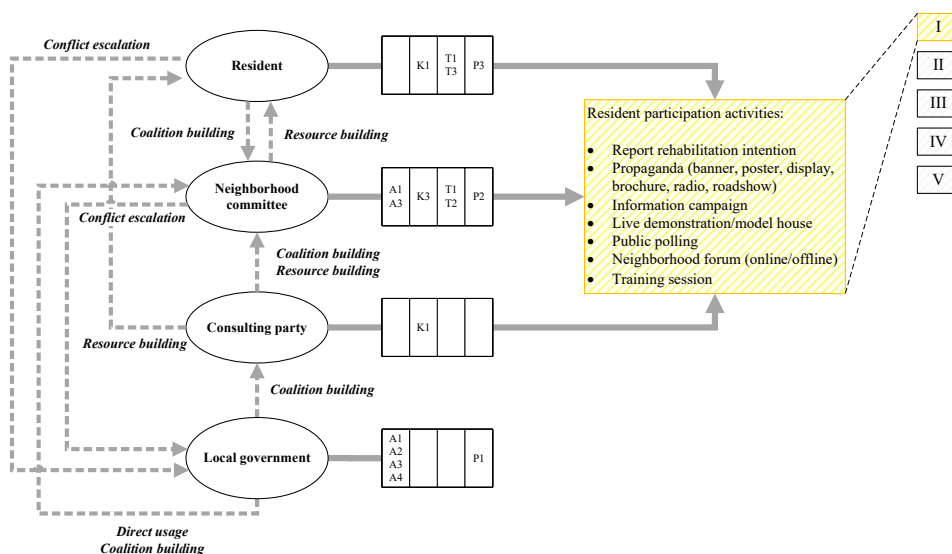 Conflict escalation
Resident
K1
T1
T3
P3
I
II
III
IV
V
Coalition building
Resource building
Resident participation activities:
• Report rehabilitation intention
• Propaganda (banner, poster, display,
brochure, radio, roadshow)
• Information campaign
• Live demonstration/model house
• Public polling
• Neighborhood forum (online/offline)
• Training session
Neighborhood
committee
A1
A3
K3
T1
T2
P2
Conflict escalation
Coalition building
Resource building
Consulting party
K1
Resource building
Coalition building
Local government
A1
A2
A3
A4
P1
Direct usage
Coalition building